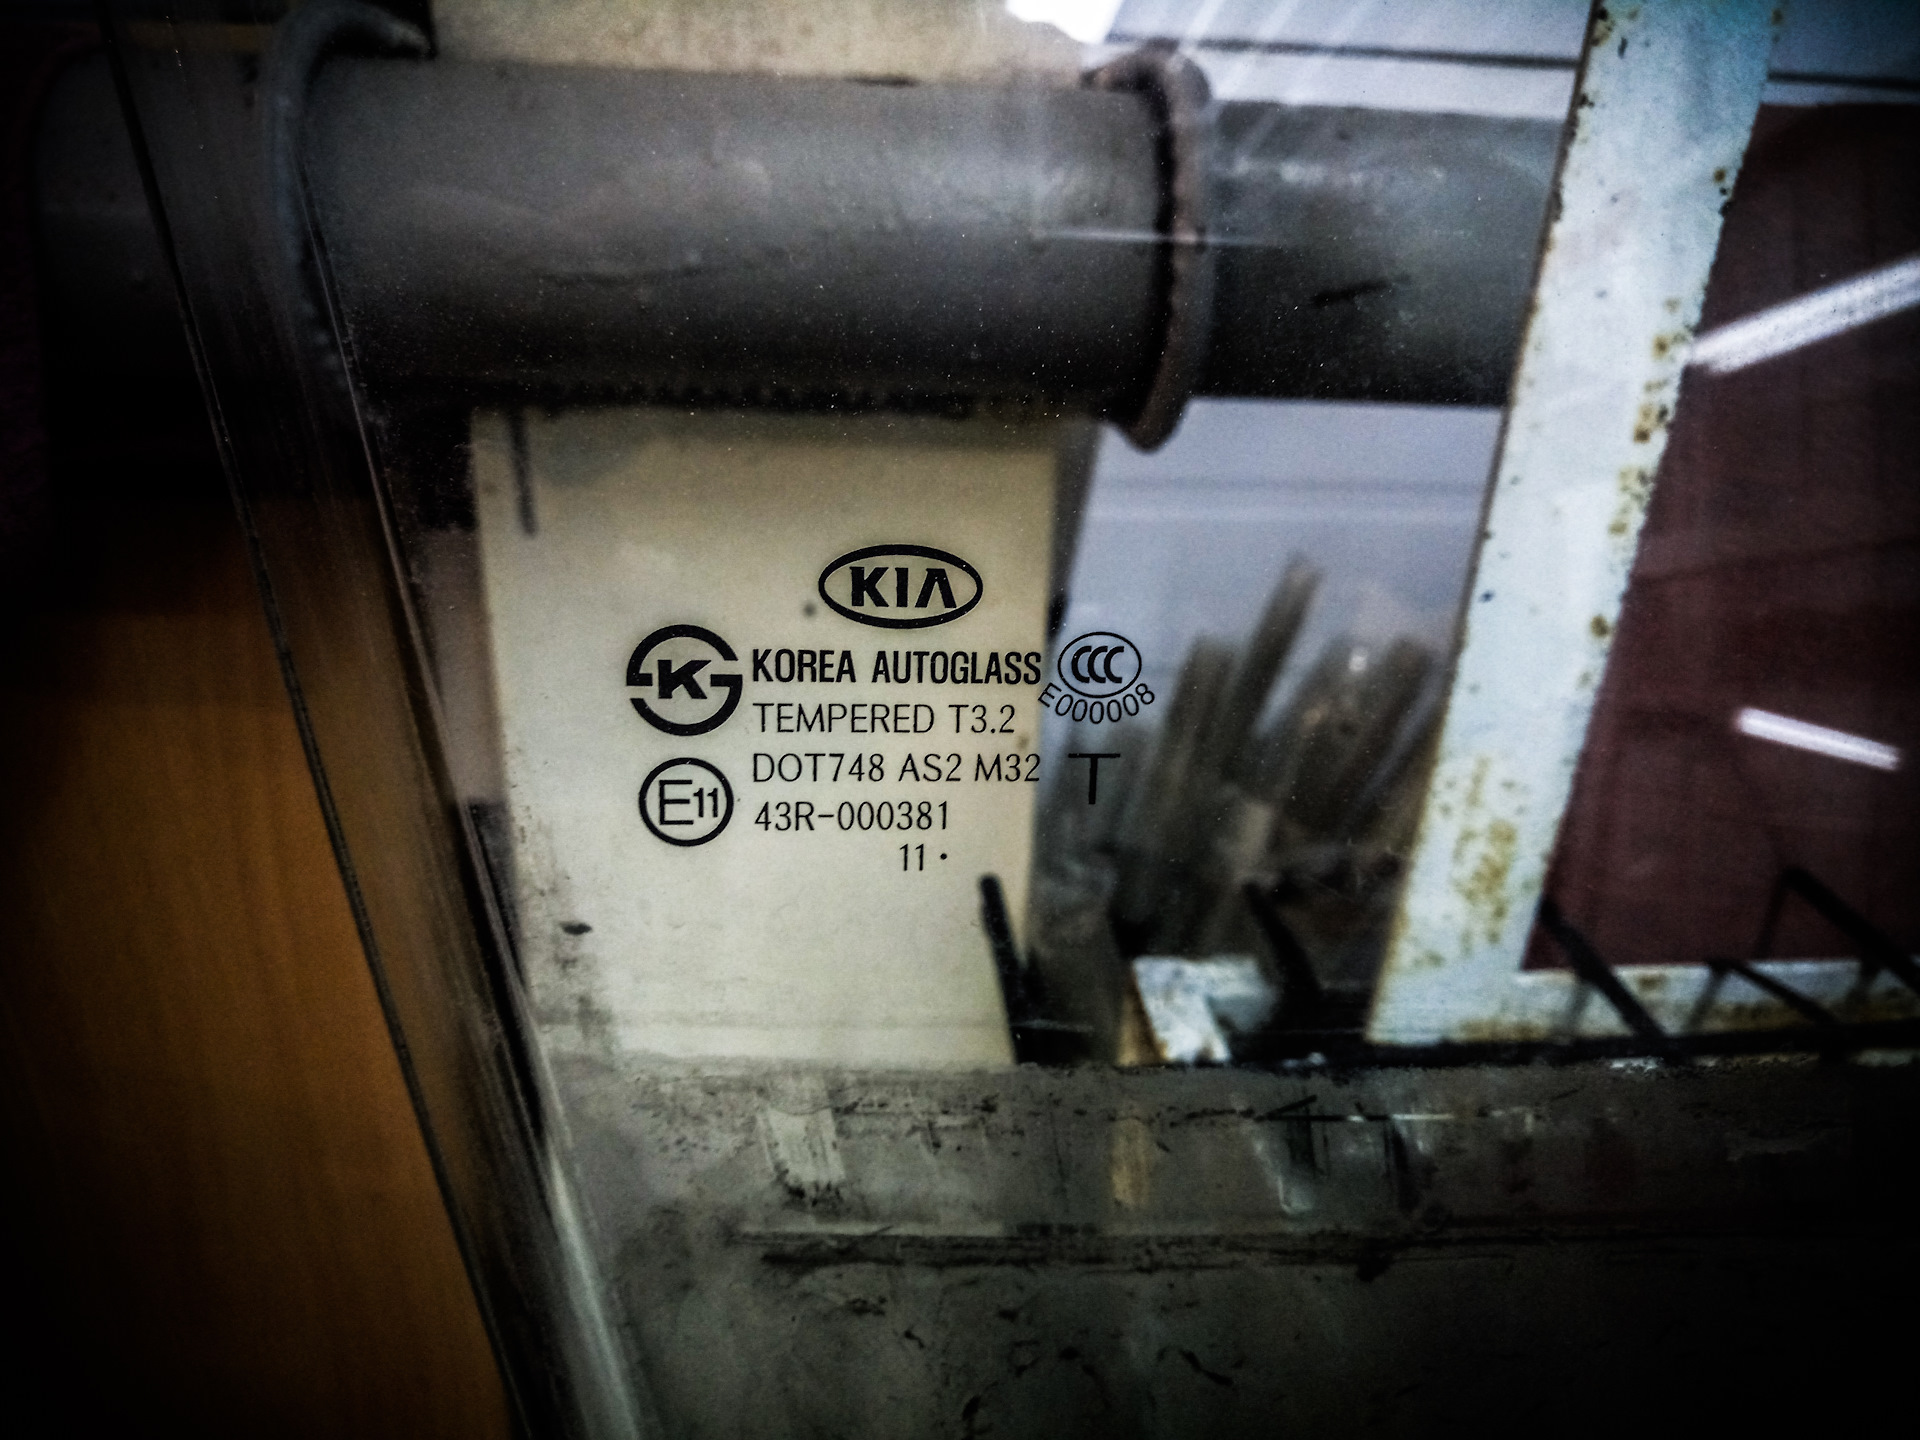 KIA
K
KOREA AUTOGLASS
CCC
E000008
TEMPERED T3.2
DOT748 AS2 M32
T
E11
43R-000381
11 •